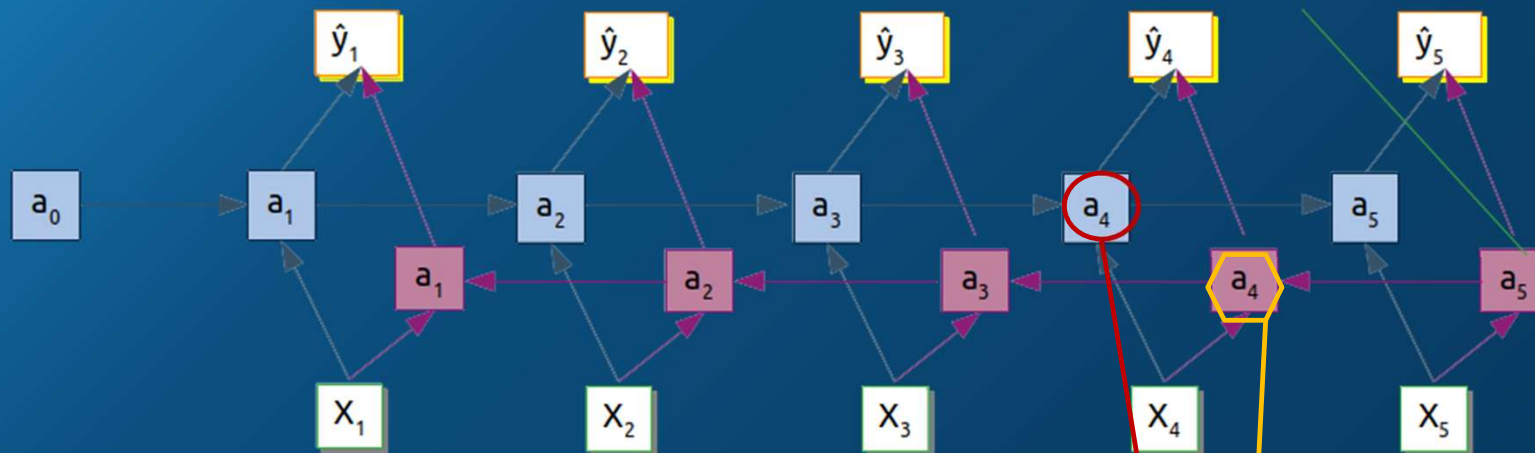 ŷ₁ ŷ₂ ŷ₃ ŷ₄ ŷ₅
a₀ a₁ a₂ a₃ a₄ a₅
a₁ a₂ a₃ a₄ a₅
X₁ X₂ X₃ X₄ X₅